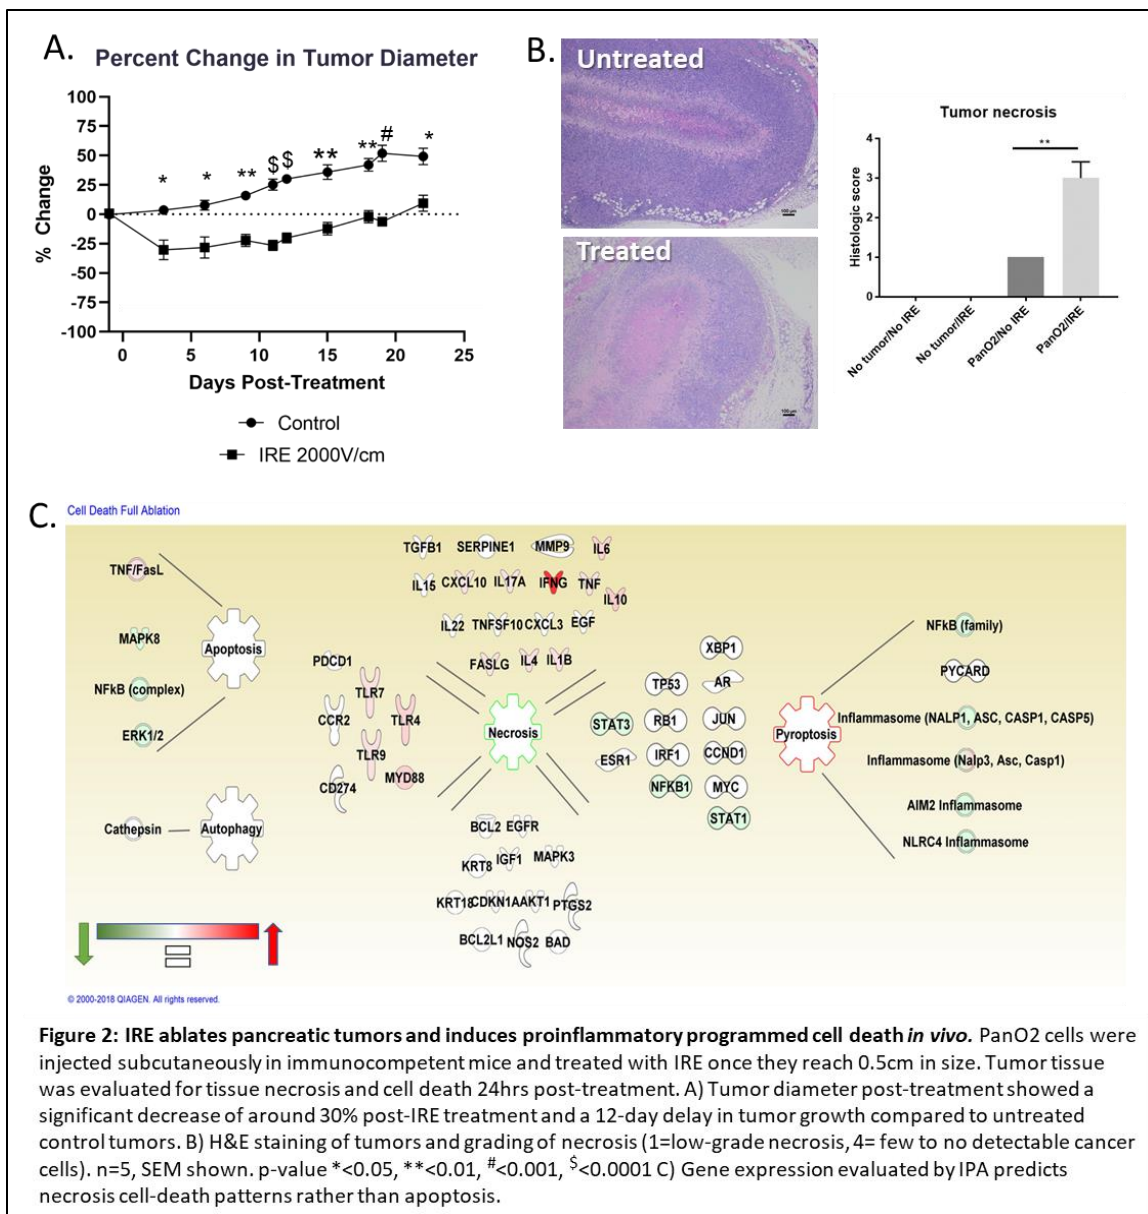 A.
Percent Change in Tumor Diameter
100
75
50
25
0
-25
-50
-75
-100
% Change
* * ** $ $ ** ** # *
0 5 10 15 20 25
Days Post-Treatment
Control
IRE 2000V/cm
B.
Untreated
100 µm
Treated
100 µm
Tumor necrosis
4
3
2
1
0
Histologic score
**
No tumor/No IRE
No tumor/IRE
PanO2/No IRE
PanO2/IRE
C.
Cell Death Full Ablation
TNF/FasL
MAPK8
NFkB (complex)
ERK1/2
Apoptosis
Cathepsin
Autophagy
TGFB1 SERPINE1 MMP9 IL6
IL15 CXCL10 IL17A IFNG TNF
IL10
IL22 TNFSF10 CXCL3 EGF
FASLG IL4 IL1B
PDCD1
TLR7
CCR2 TLR4
TLR9
CD274 MYD88
Necrosis
XBP1
TP53 AR
STAT3 RB1 JUN
ESR1 IRF1 CCND1
NFKB1 MYC
STAT1
BCL2 EGFR
KRT8 IGF1 MAPK3
KRT18 CDKN1A AKT1 PTGS2
BCL2L1 NOS2 BAD
Pyroptosis
NFkB (family)
PYCARD
Inflammasome (NALP1, ASC, CASP1, CASP5)
Inflammasome (Nalp3, Asc, Casp1)
AIM2 Inflammasome
NLRC4 Inflammasome
© 2000-2018 QIAGEN. All rights reserved.
Figure 2: IRE ablates pancreatic tumors and induces proinflammatory programmed cell death in vivo. PanO2 cells were
injected subcutaneously in immunocompetent mice and treated with IRE once they reach 0.5cm in size. Tumor tissue
was evaluated for tissue necrosis and cell death 24hrs post-treatment. A) Tumor diameter post-treatment showed a
significant decrease of around 30% post-IRE treatment and a 12-day delay in tumor growth compared to untreated
control tumors. B) H&E staining of tumors and grading of necrosis (1=low-grade necrosis, 4= few to no detectable cancer
cells). n=5, SEM shown. p-value *<0.05, **<0.01, #<0.001, $<0.0001 C) Gene expression evaluated by IPA predicts
necrosis cell-death patterns rather than apoptosis.